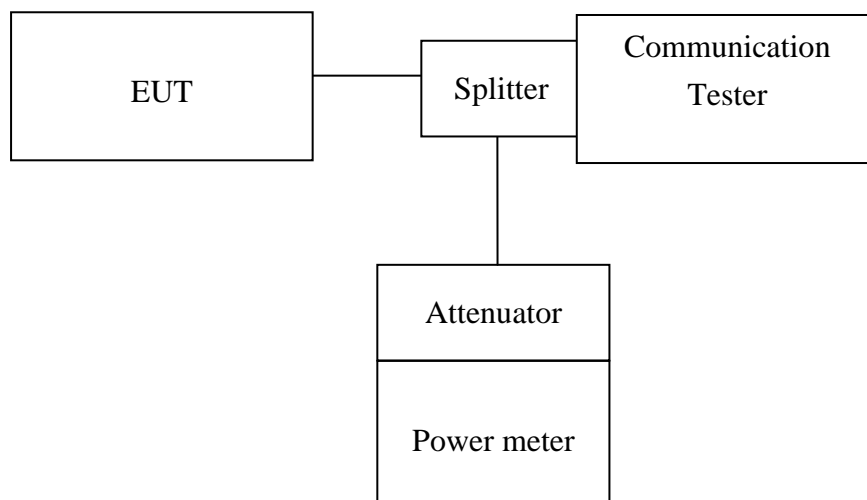 EUT
Splitter
Communication
Tester
Attenuator
Power meter